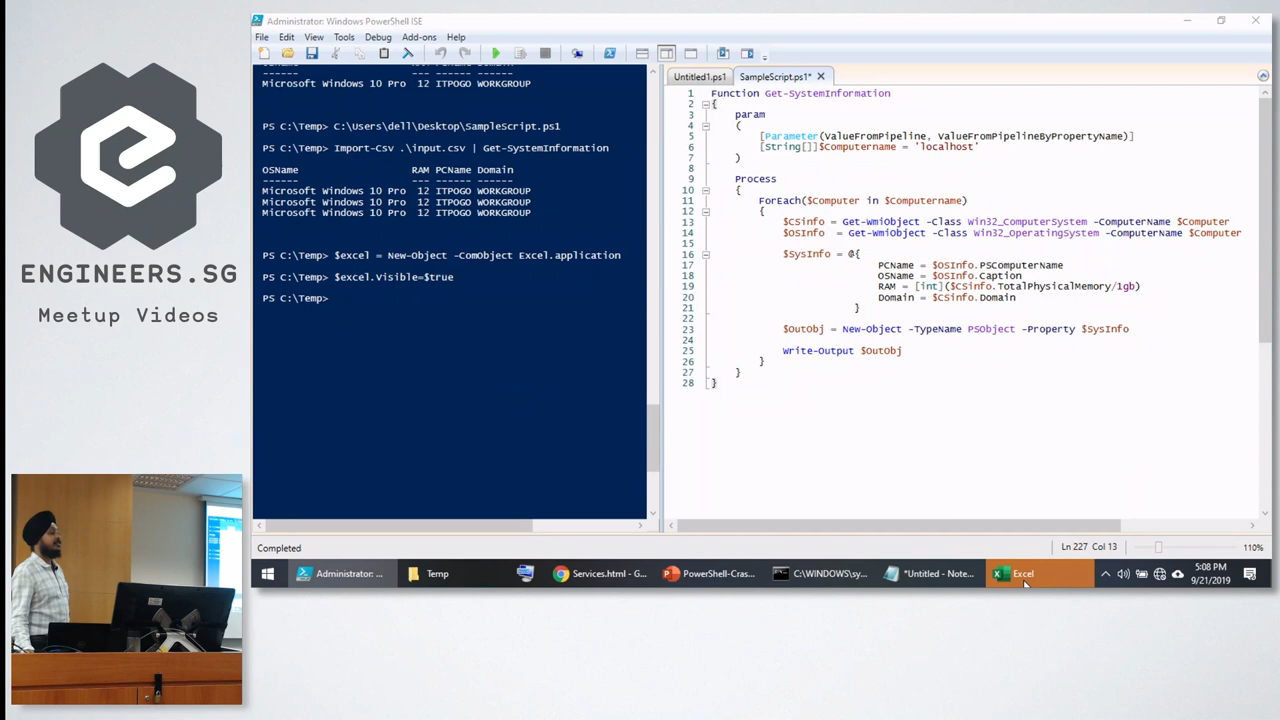 ENGINEERS.SG
Meetup Videos
Administrator: Windows PowerShell ISE
File Edit View Tools Debug Add-ons Help
Microsoft Windows 10 Pro 12 ITPOGO WORKGROUP
PS C:\Temp> C:\Users\dell\Desktop\SampleScript.ps1
PS C:\Temp> Import-Csv .\input.csv | Get-SystemInformation
OSName RAM PCName Domain
------ --- ------ ------
Microsoft Windows 10 Pro 12 ITPOGO WORKGROUP
Microsoft Windows 10 Pro 12 ITPOGO WORKGROUP
Microsoft Windows 10 Pro 12 ITPOGO WORKGROUP
PS C:\Temp> $excel = New-Object -ComObject Excel.application
PS C:\Temp> $excel.Visible=$true
PS C:\Temp>
Untitled1.ps1 SampleScript.ps1*
1 Function Get-SystemInformation
2 {
3 param
4 (
5 [Parameter(ValueFromPipeline, ValueFromPipelineByPropertyName)]
6 [String[]]$Computername = 'localhost'
7 )
8
9 Process
10 {
11 ForEach($Computer in $Computername)
12 {
13 $CSinfo = Get-WmiObject -Class Win32_ComputerSystem -ComputerName $Computer
14 $OSInfo = Get-WmiObject -Class Win32_OperatingSystem -ComputerName $Computer
15
16 $SysInfo = @{
17 PCName = $OSInfo.PSComputerName
18 OSName = $OSInfo.Caption
19 RAM = [int]($CSinfo.TotalPhysicalMemory/1gb)
20 Domain = $CSinfo.Domain
21 }
22
23 $OutObj = New-Object -TypeName PSObject -Property $SysInfo
24
25 Write-Output $OutObj
26 }
27 }
28 }
Completed Ln 227 Col 13 110%
Administrator: ... Temp Services.html - G... PowerShell-Cras... C:\WINDOWS\sy... *Untitled - Note... Excel 5:08 PM
9/21/2019